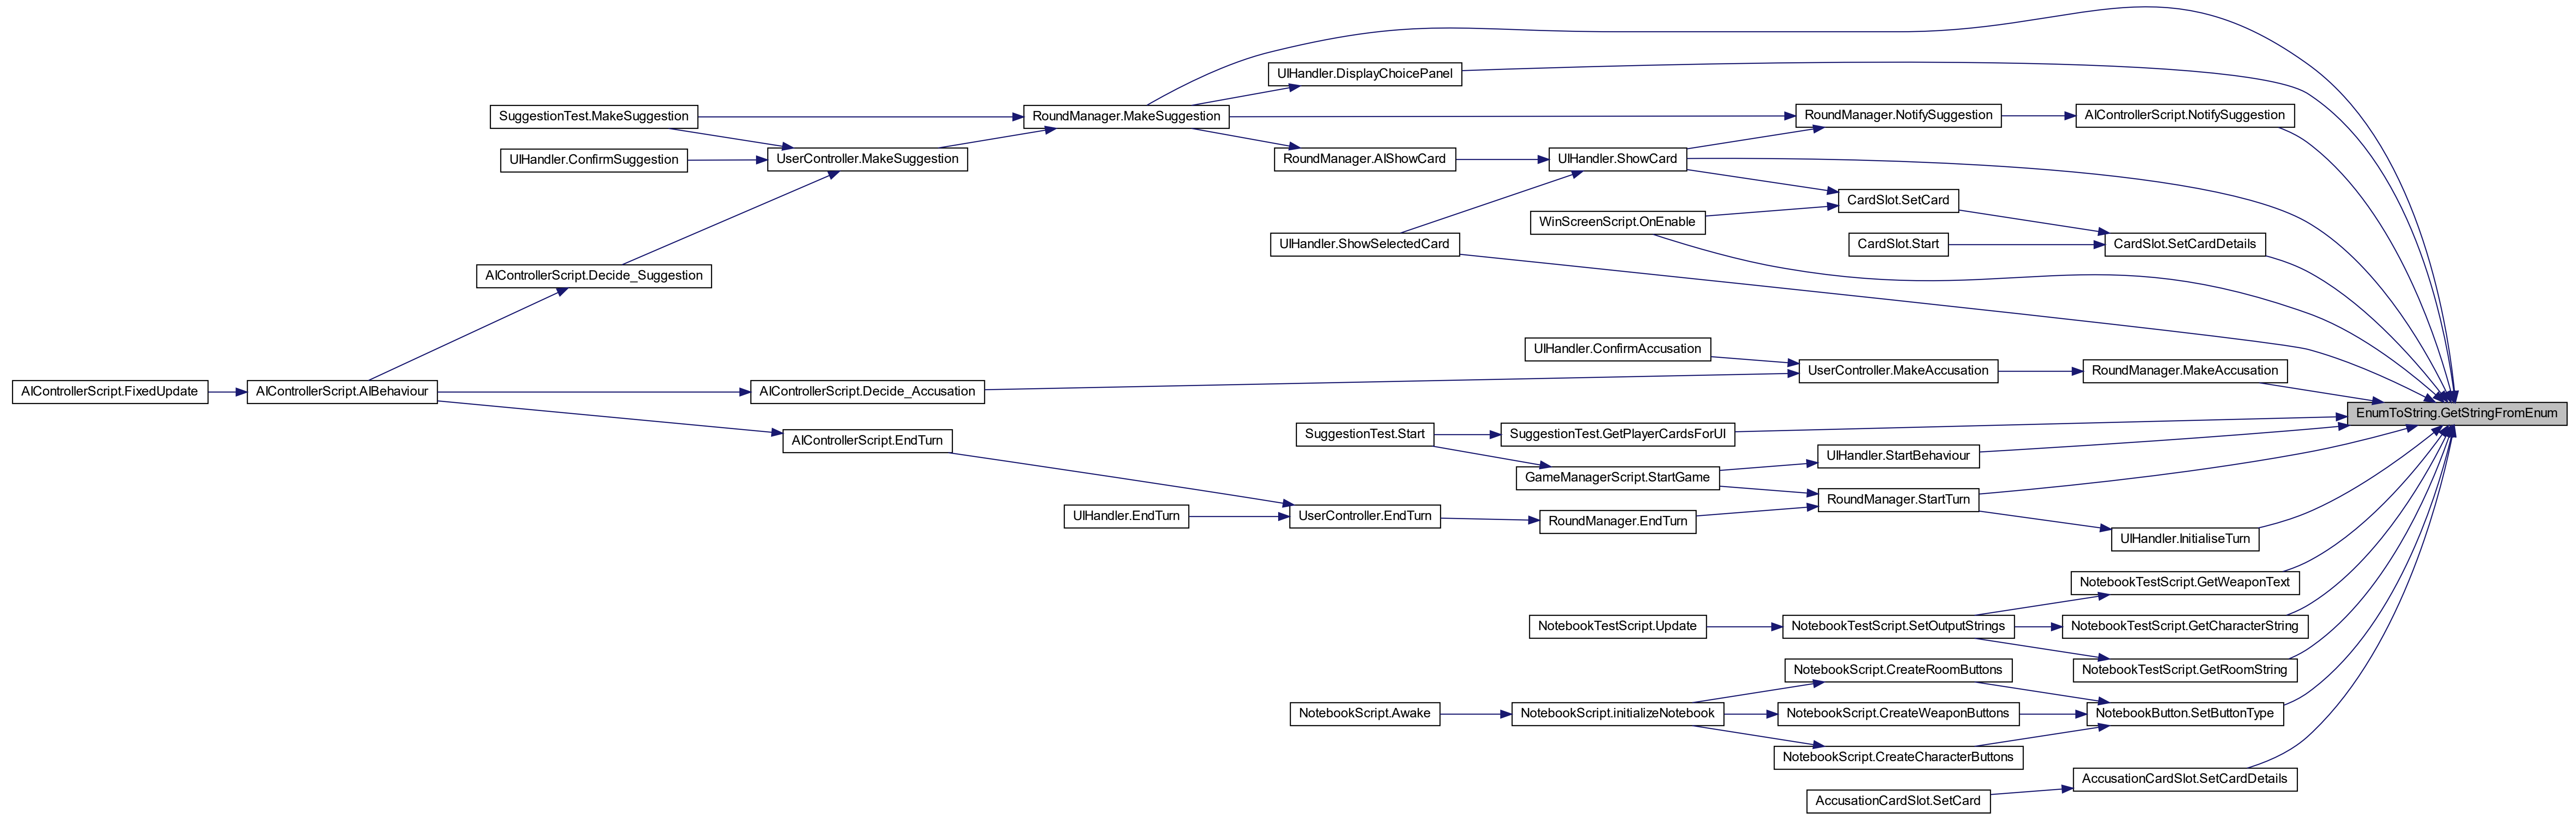 UIHandler.DisplayChoicePanel
SuggestionTest.MakeSuggestion
RoundManager.MakeSuggestion
RoundManager.NotifySuggestion
AIControllerScript.NotifySuggestion
UIHandler.ConfirmSuggestion
UserController.MakeSuggestion
RoundManager.AIShowCard
UIHandler.ShowCard
CardSlot.SetCard
WinScreenScript.OnEnable
UIHandler.ShowSelectedCard
CardSlot.Start
CardSlot.SetCardDetails
AIControllerScript.Decide_Suggestion
UIHandler.ConfirmAccusation
UserController.MakeAccusation
RoundManager.MakeAccusation
AIControllerScript.FixedUpdate
AIControllerScript.AIBehaviour
AIControllerScript.Decide_Accusation
EnumToString.GetStringFromEnum
AIControllerScript.EndTurn
SuggestionTest.Start
SuggestionTest.GetPlayerCardsForUI
UIHandler.StartBehaviour
GameManagerScript.StartGame
RoundManager.StartTurn
UIHandler.EndTurn
UserController.EndTurn
RoundManager.EndTurn
UIHandler.InitialiseTurn
NotebookTestScript.GetWeaponText
NotebookTestScript.Update
NotebookTestScript.SetOutputStrings
NotebookTestScript.GetCharacterString
NotebookScript.CreateRoomButtons
NotebookTestScript.GetRoomString
NotebookScript.Awake
NotebookScript.initializeNotebook
NotebookScript.CreateWeaponButtons
NotebookButton.SetButtonType
NotebookScript.CreateCharacterButtons
AccusationCardSlot.SetCardDetails
AccusationCardSlot.SetCard